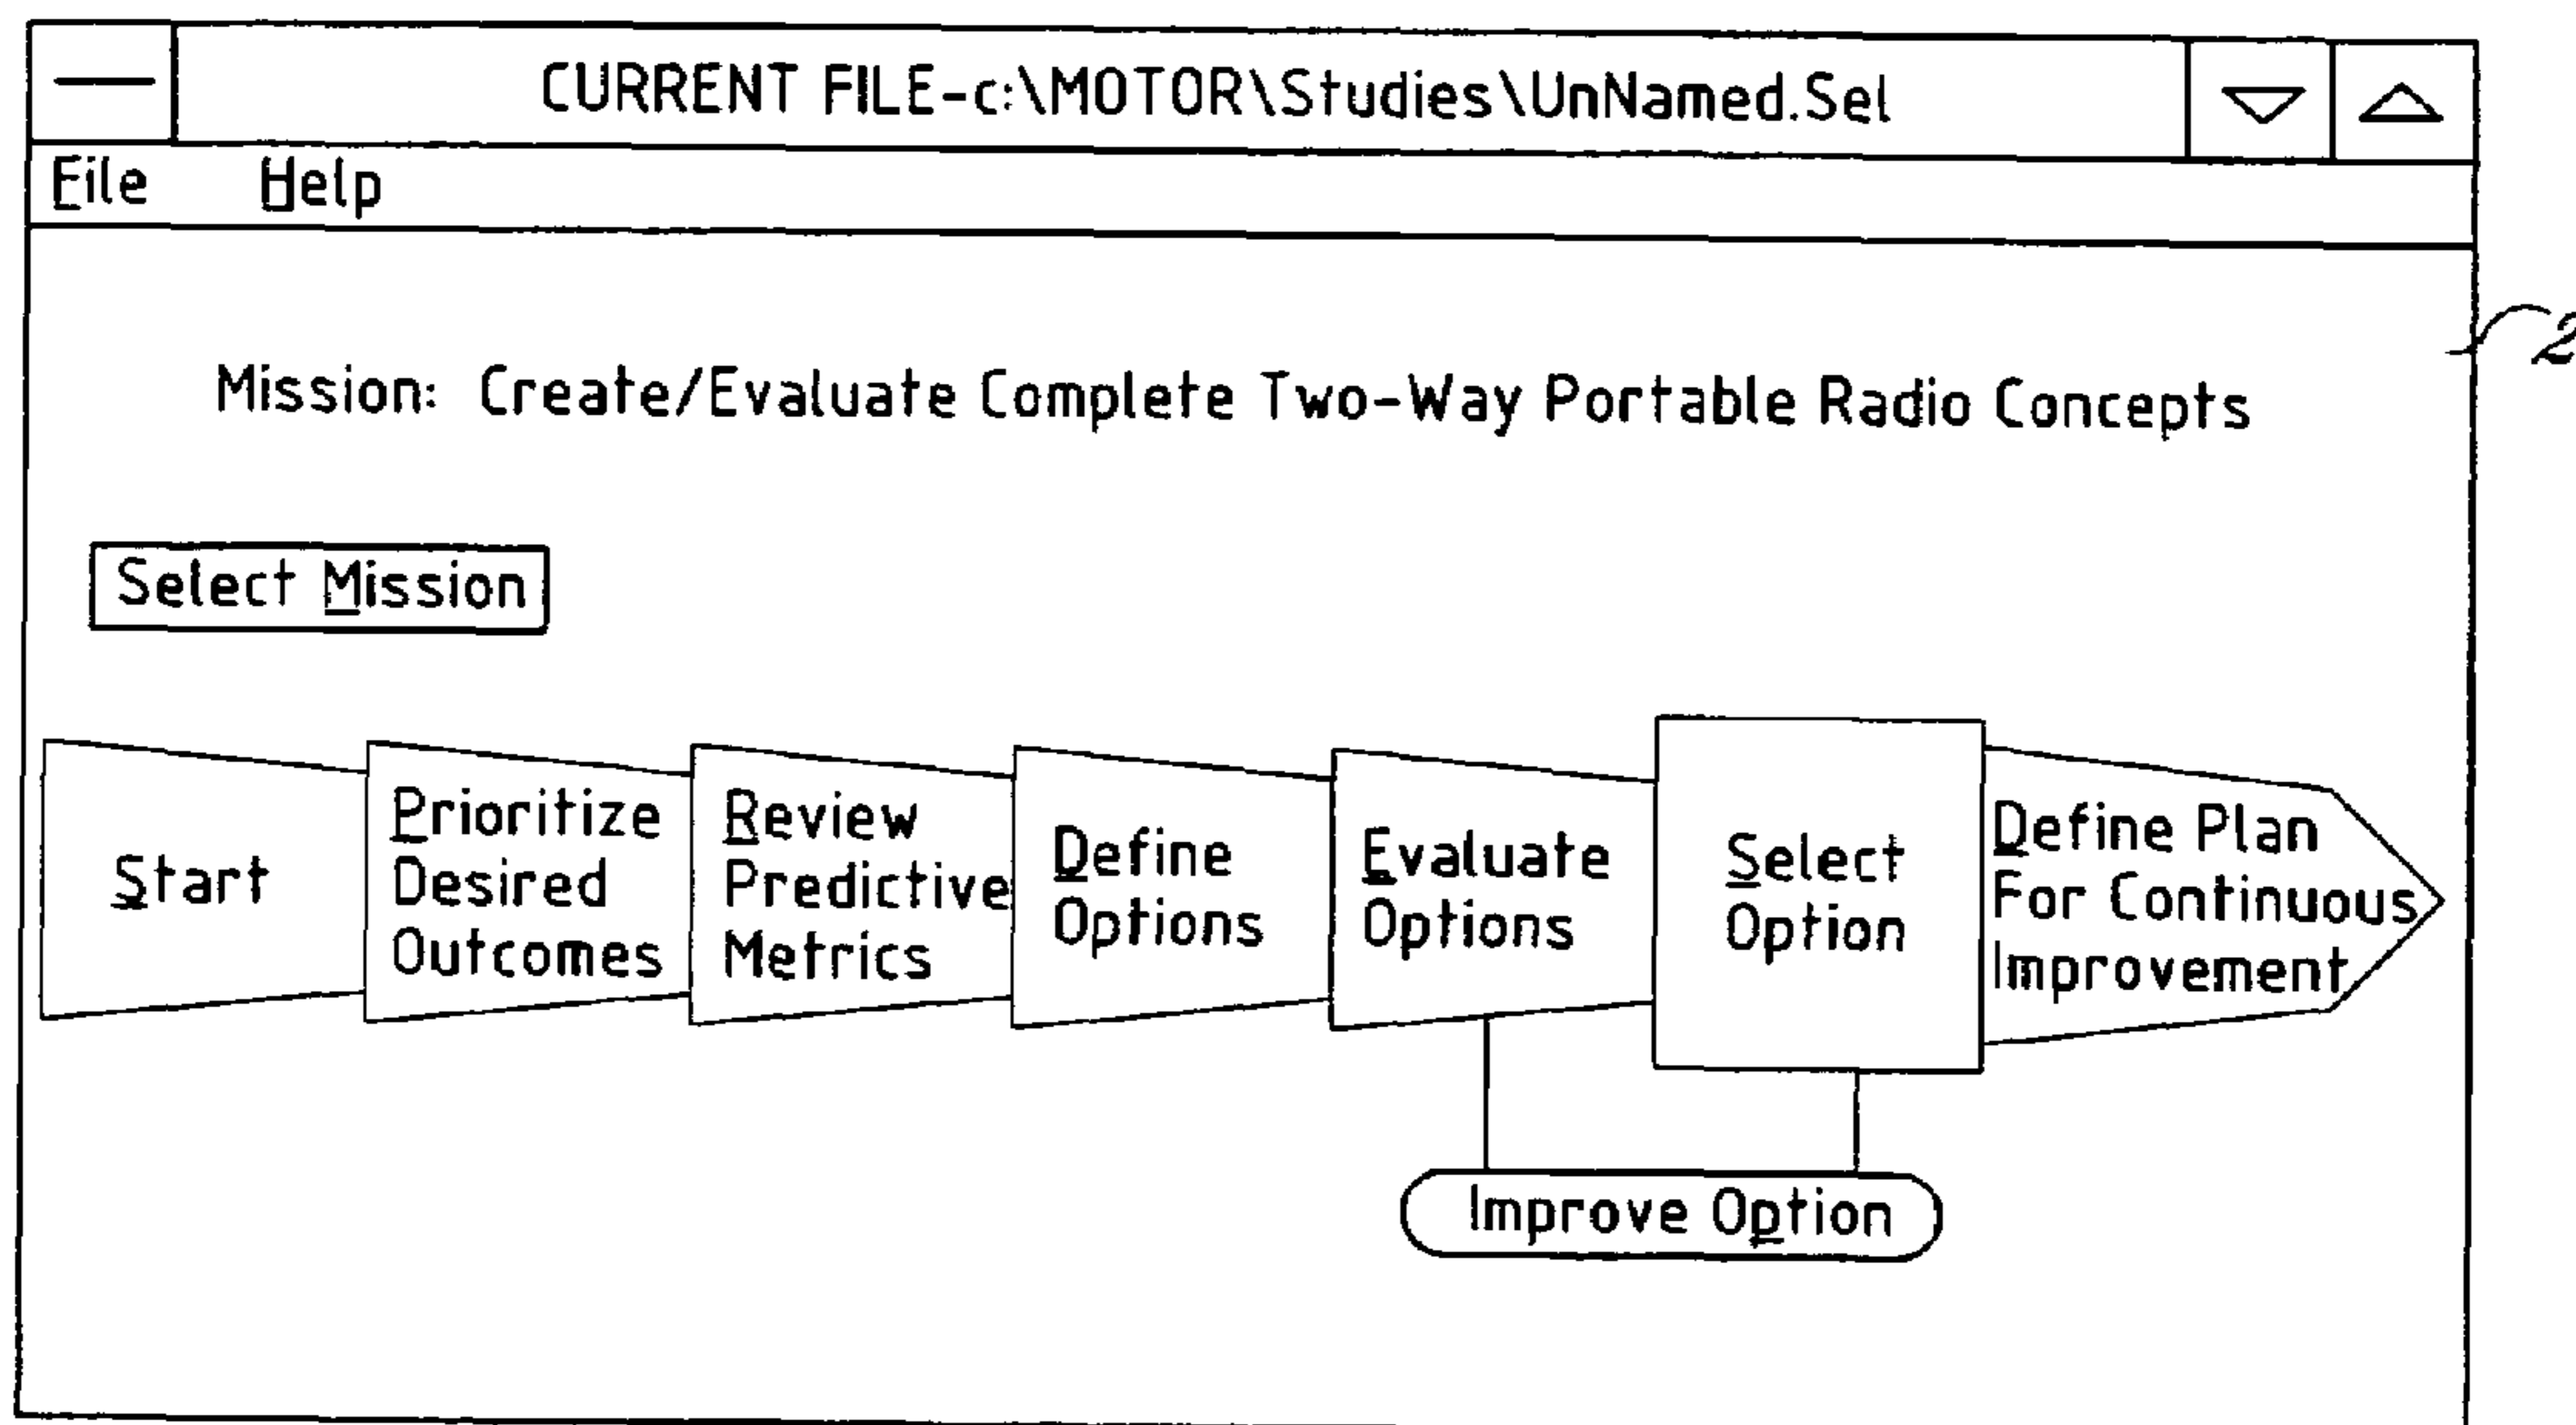 CURRENT FILE-c:\MOTOR\Studies\UnNamed.Sel
File Help
Mission: Create/Evaluate Complete Two-Way Portable Radio Concepts
Select Mission
Start
Prioritize
Desired
Outcomes
Review
Predictive
Metrics
Define
Options
Evaluate
Options
Select
Option
Define Plan
For Continuous
Improvement
Improve Option